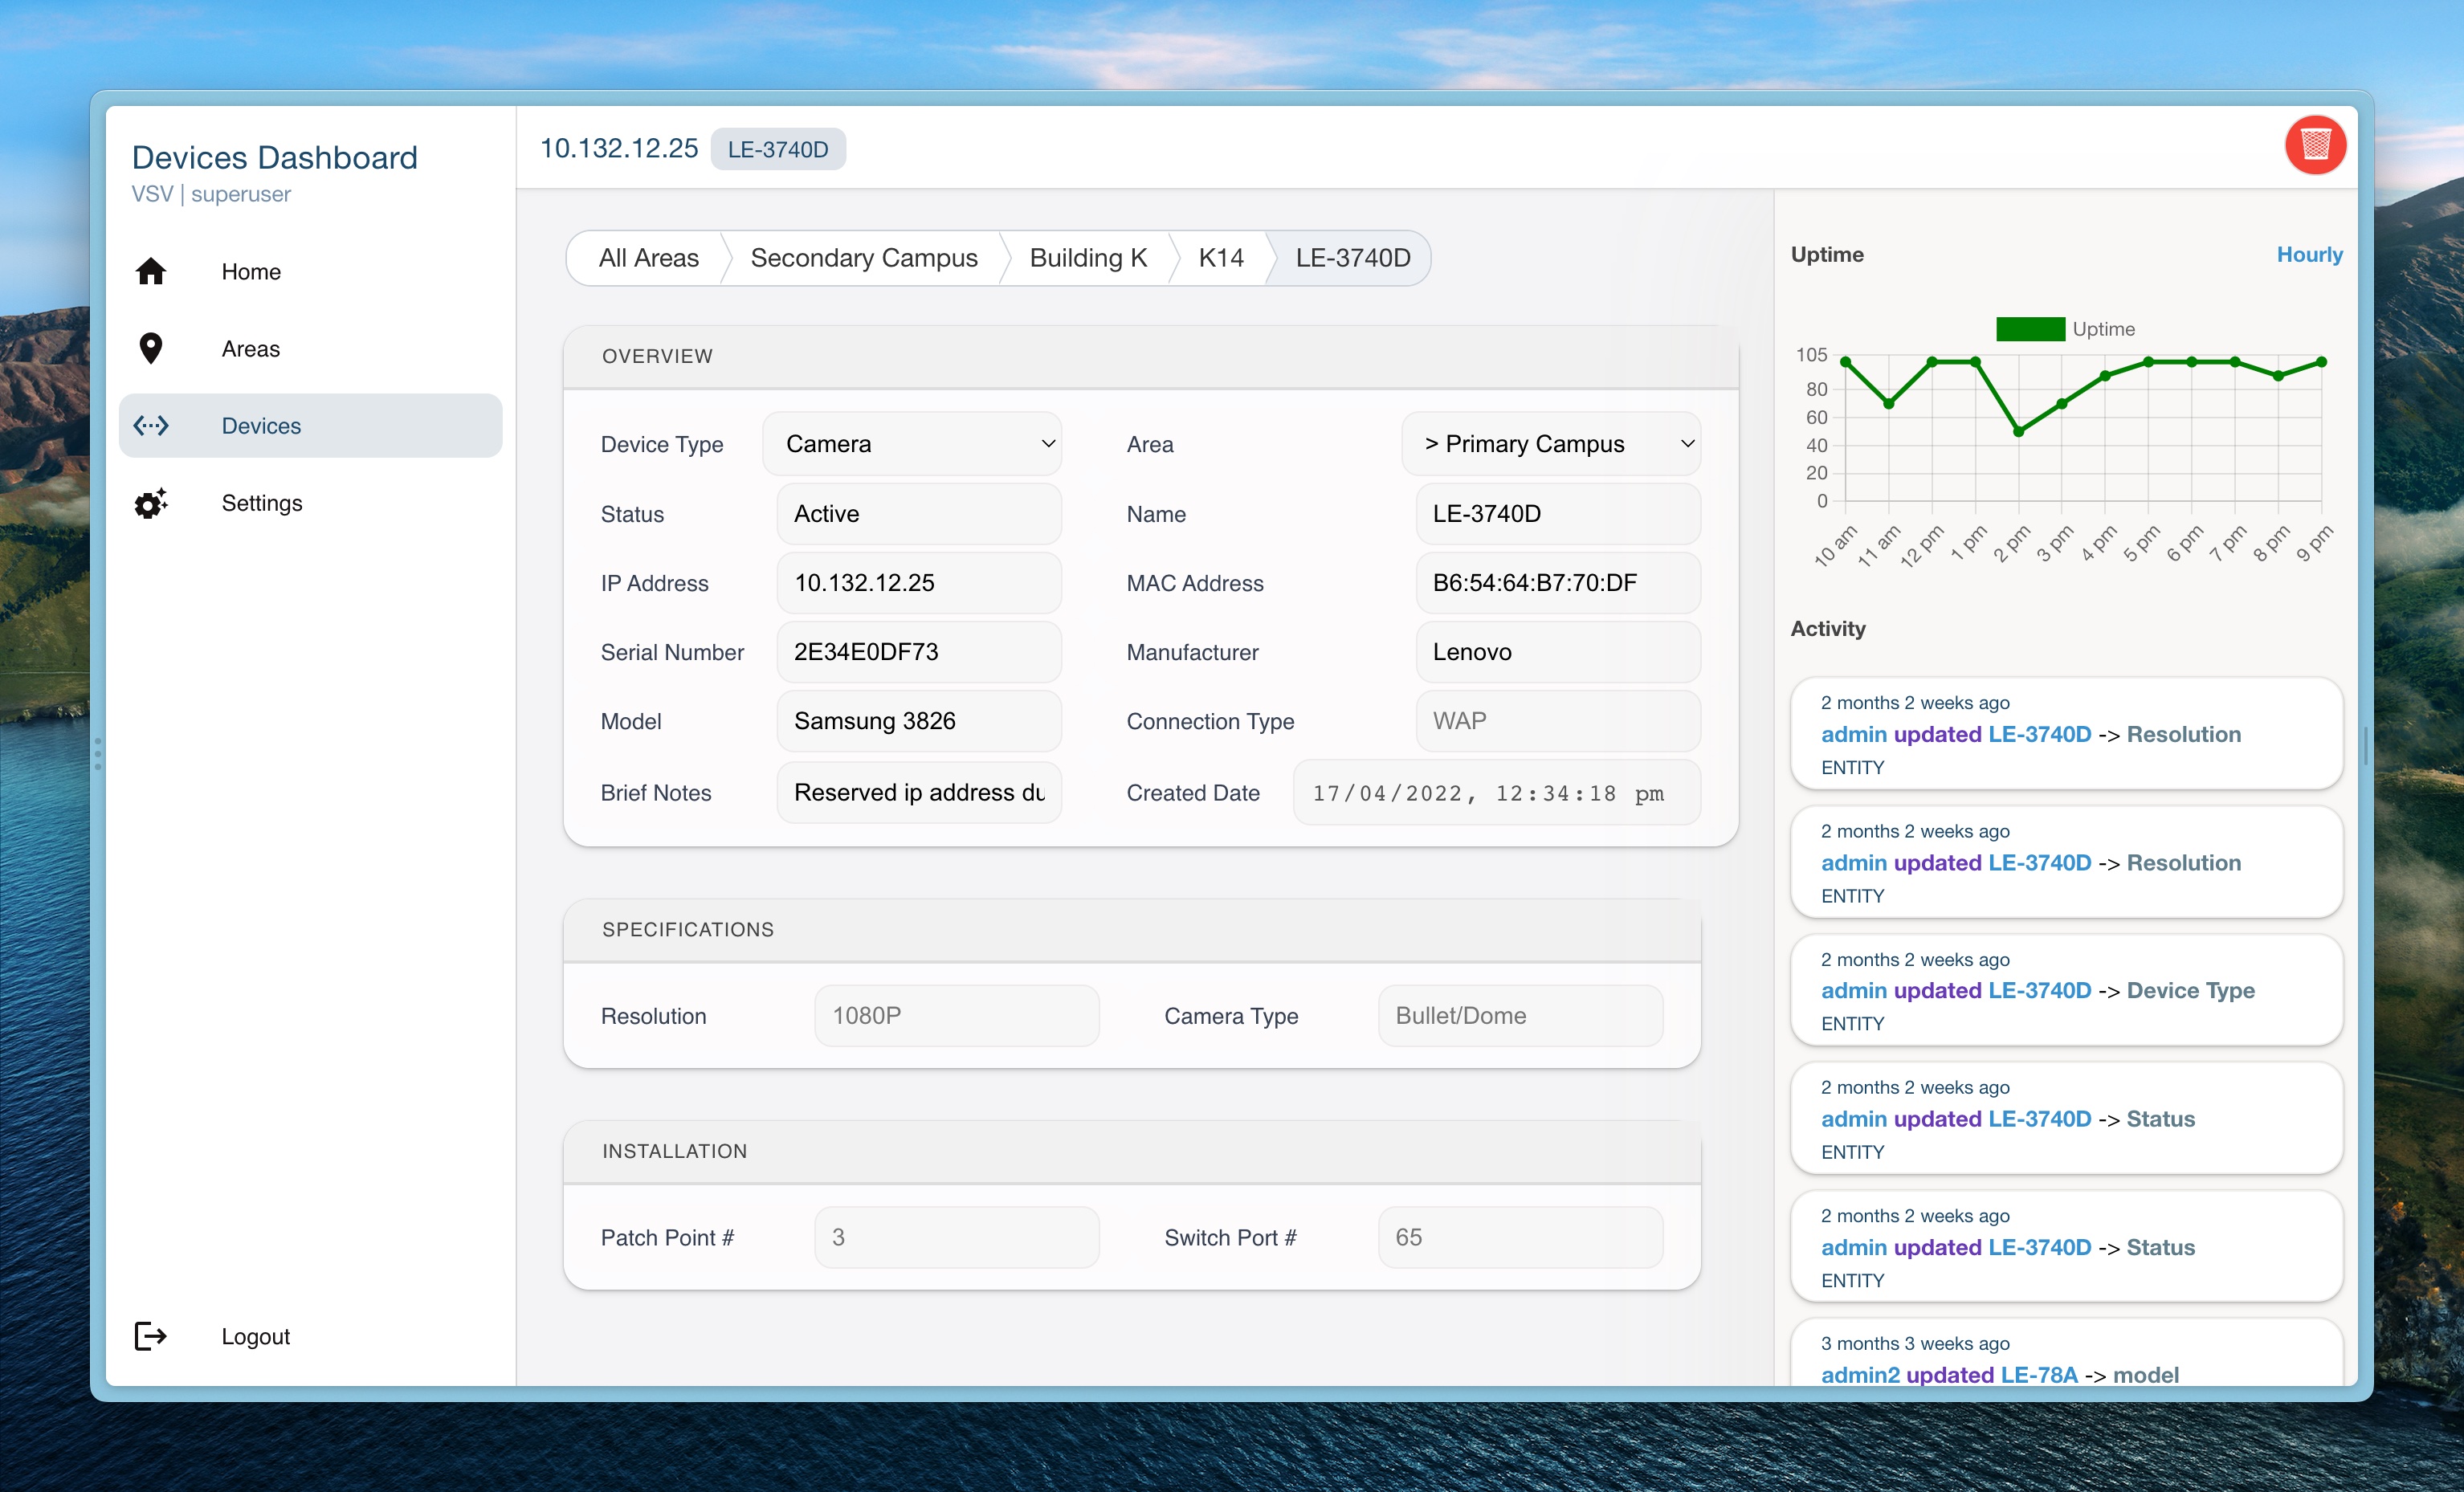 Devices Dashboard
VSV | superuser
Home
Areas
Devices
Settings
Logout
10.132.12.25 LE-3740D
All Areas Secondary Campus Building K K14 LE-3740D
OVERVIEW
Device Type Camera Area > Primary Campus
Status Active Name LE-3740D
IP Address 10.132.12.25 MAC Address B6:54:64:B7:70:DF
Serial Number 2E34E0DF73 Manufacturer Lenovo
Model Samsung 3826 Connection Type WAP
Brief Notes Reserved ip address du Created Date 17/04/2022, 12:34:18 pm
SPECIFICATIONS
Resolution 1080P Camera Type Bullet/Dome
INSTALLATION
Patch Point # 3 Switch Port # 65
Uptime Hourly
Uptime
105
80
60
40
20
0
10 am 11 am 12 pm 1 pm 2 pm 3 pm 4 pm 5 pm 6 pm 7 pm 8 pm 9 pm
Activity
2 months 2 weeks ago
admin updated LE-3740D -> Resolution
ENTITY
2 months 2 weeks ago
admin updated LE-3740D -> Resolution
ENTITY
2 months 2 weeks ago
admin updated LE-3740D -> Device Type
ENTITY
2 months 2 weeks ago
admin updated LE-3740D -> Status
ENTITY
2 months 2 weeks ago
admin updated LE-3740D -> Status
ENTITY
3 months 3 weeks ago
admin2 updated LE-78A -> model